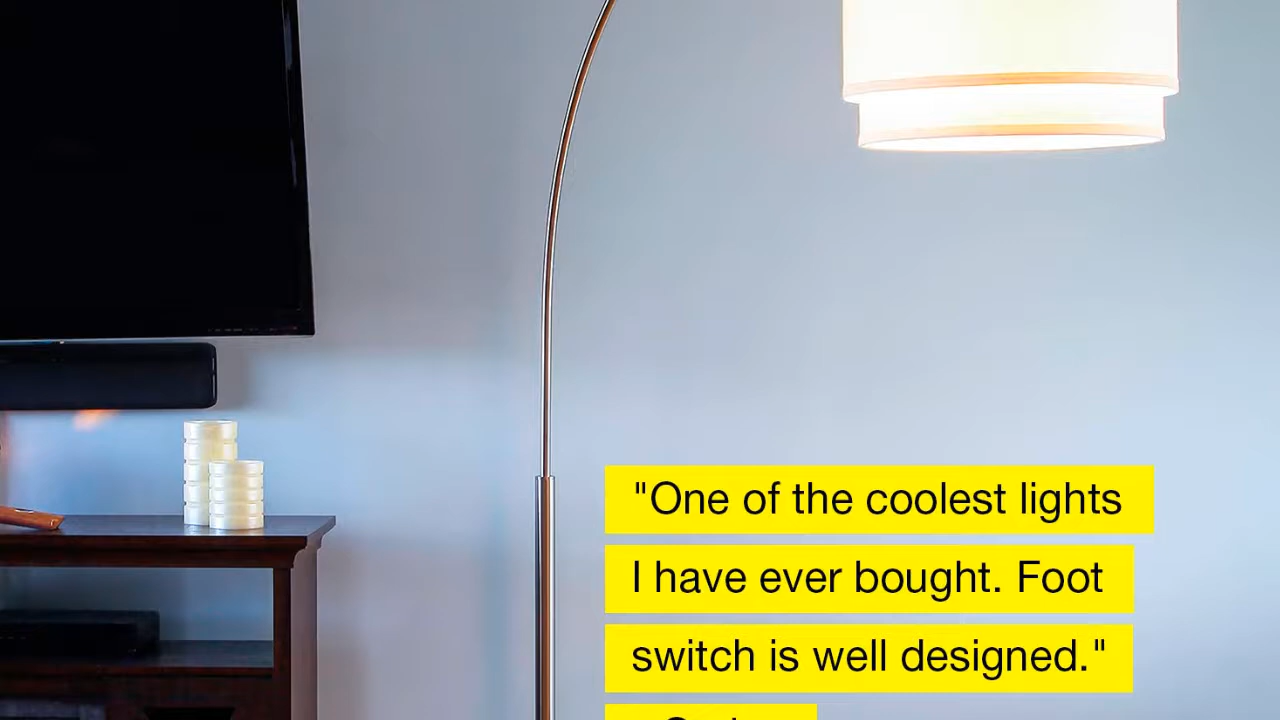 "One of the coolest lights
I have ever bought. Foot
switch is well designed."